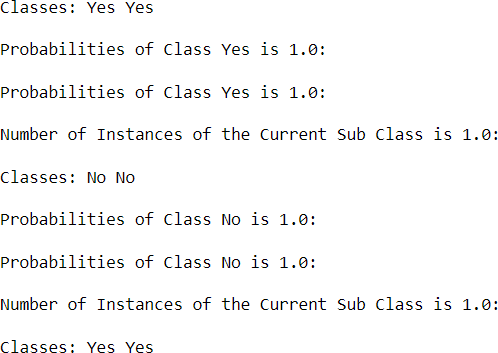 Classes: Yes Yes
Probabilities of Class Yes is 1.0:
Probabilities of Class Yes is 1.0:
Number of Instances of the Current Sub Class is 1.0:
Classes: No No
Probabilities of Class No is 1.0:
Probabilities of Class No is 1.0:
Number of Instances of the Current Sub Class is 1.0:
Classes: Yes Yes